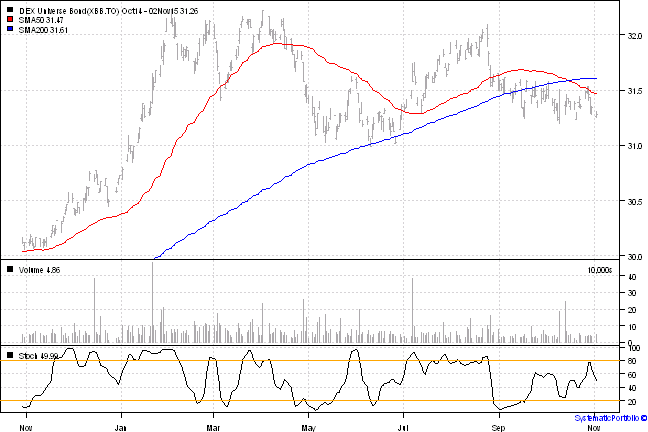 DEX Universe Bond(XBB.TO) Oct14 - 02Nov15 31.26
SMA50 31.47
SMA200 31.61
32.0
31.5
31.0
30.5
30.0
Volume 4.86
10,000s
40
30
20
10
0
Stoch 49.99
100
80
60
40
20
Nov Jan Mar May Jul Sep Nov
SystematicPortfolio ©